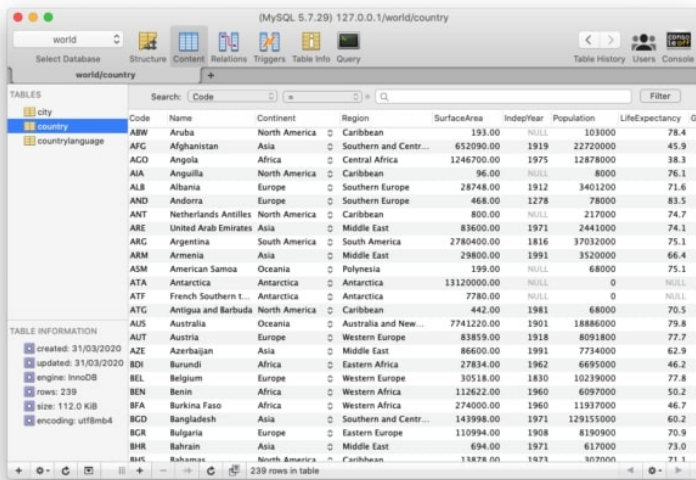 (MySQL 5.7.29) 127.0.0.1/world/country
world
Select Database Structure Content Relations Triggers Table Info Query Table History Users Console
conso
le:off
world/country
TABLES
city
country
countrylanguage
Search: Code = Filter
Code Name Continent Region SurfaceArea IndepYear Population LifeExpectancy G
ABW Aruba North America Caribbean 193.00 NULL 103000 78.4
AFG Afghanistan Asia Southern and Centr... 652090.00 1919 22720000 45.9
AGO Angola Africa Central Africa 1246700.00 1975 12878000 38.3
AIA Anguilla North America Caribbean 96.00 NULL 8000 76.1
ALB Albania Europe Southern Europe 28748.00 1912 3401200 71.6
AND Andorra Europe Southern Europe 468.00 1278 78000 83.5
ANT Netherlands Antilles North America Caribbean 800.00 NULL 217000 74.7
ARE United Arab Emirates Asia Middle East 83600.00 1971 2441000 74.1
ARG Argentina South America South America 2780400.00 1816 37032000 75.1
ARM Armenia Asia Middle East 29800.00 1991 3520000 66.4
ASM American Samoa Oceania Polynesia 199.00 NULL 68000 75.1
ATA Antarctica Antarctica Antarctica 13120000.00 NULL 0 NULL
ATF French Southern t... Antarctica Antarctica 7780.00 NULL 0 NULL
ATG Antigua and Barbuda North America Caribbean 442.00 1981 68000 70.5
AUS Australia Oceania Australia and New... 7741220.00 1901 18886000 79.8
AUT Austria Europe Western Europe 83859.00 1918 8091800 77.7
AZE Azerbaijan Asia Middle East 86600.00 1991 7734000 62.9
BDI Burundi Africa Eastern Africa 27834.00 1962 6695000 46.2
BEL Belgium Europe Western Europe 30518.00 1830 10239000 77.8
BEN Benin Africa Western Africa 112622.00 1960 6097000 50.2
BFA Burkina Faso Africa Western Africa 274000.00 1960 11937000 46.7
BGD Bangladesh Asia Southern and Centr... 143998.00 1971 129155000 60.2
BGR Bulgaria Europe Eastern Europe 110994.00 1908 8190900 70.9
BHR Bahrain Asia Middle East 694.00 1971 617000 73.0
BHS Bahamas North America Caribbean 13878.00 1973 307000 71.1
TABLE INFORMATION
created: 31/03/2020
updated: 31/03/2020
engine: InnoDB
rows: 239
size: 112.0 KiB
encoding: utf8mb4
239 rows in table